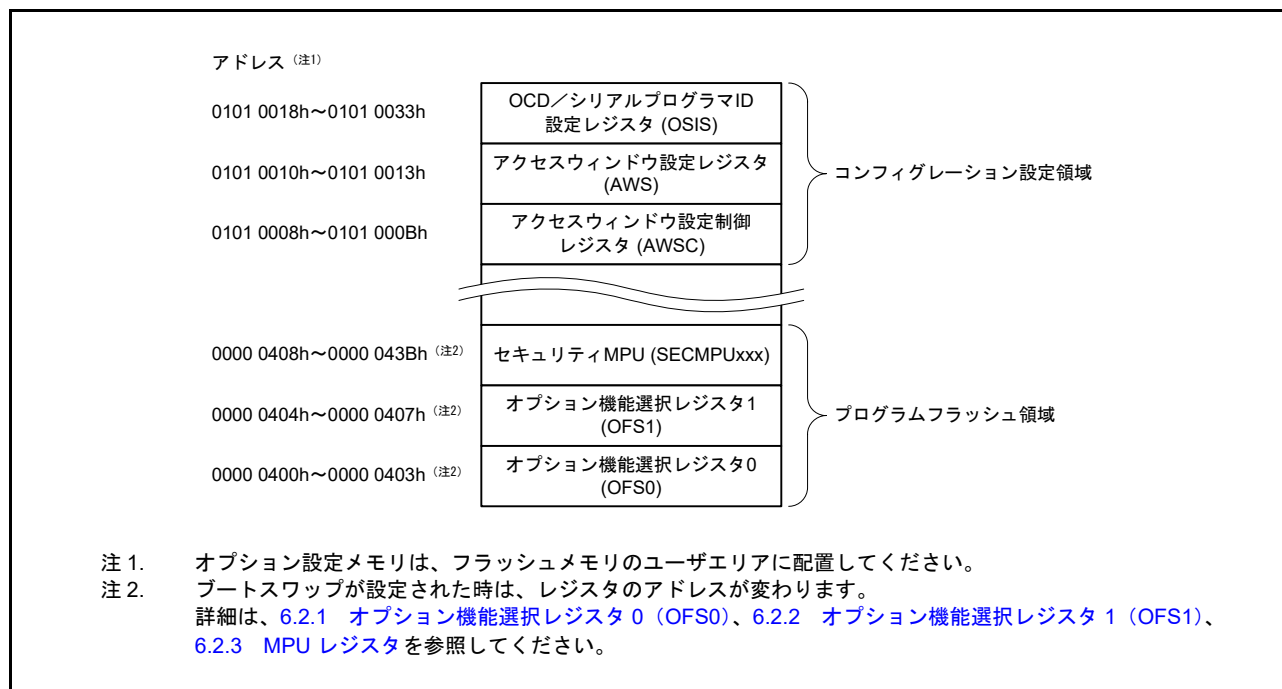 アドレス (注1)
0101 0018h～0101 0033h
OCD／シリアルプログラマID
設定レジスタ (OSIS)
0101 0010h～0101 0013h
アクセスウィンドウ設定レジスタ
(AWS)
コンフィグレーション設定領域
0101 0008h～0101 000Bh
アクセスウィンドウ設定制御
レジスタ (AWSC)
0000 0408h～0000 043Bh (注2)
セキュリティMPU (SECMPUxxx)
0000 0404h～0000 0407h (注2)
オプション機能選択レジスタ1
(OFS1)
プログラムフラッシュ領域
0000 0400h～0000 0403h (注2)
オプション機能選択レジスタ0
(OFS0)
注 1. オプション設定メモリは、フラッシュメモリのユーザエリアに配置してください。
注 2. ブートスワップが設定された時は、レジスタのアドレスが変わります。
詳細は、6.2.1 オプション機能選択レジスタ 0（OFS0）、6.2.2 オプション機能選択レジスタ 1（OFS1）、
6.2.3 MPU レジスタを参照してください。